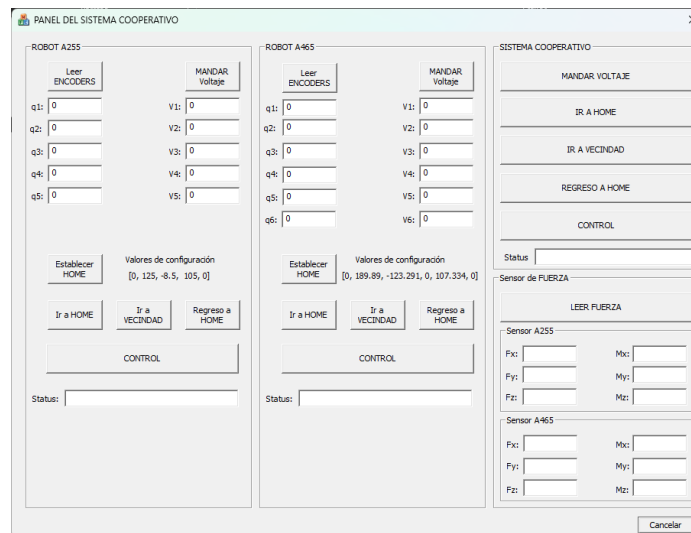 PANEL DEL SISTEMA COOPERATIVO
ROBOT A255
Leer
ENCODERS
MANDAR
Voltaje
q1: 0
V1: 0
q2: 0
V2: 0
q3: 0
V3: 0
q4: 0
V4: 0
q5: 0
V5: 0
Establecer
HOME
Valores de configuración
[0, 125, -8.5, 105, 0]
Ir a HOME
Ir a
VECINDAD
Regreso a
HOME
CONTROL
Status:
ROBOT A465
Leer
ENCODERS
MANDAR
Voltaje
q1: 0
V1: 0
q2: 0
V2: 0
q3: 0
V3: 0
q4: 0
V4: 0
q5: 0
V5: 0
q6: 0
V6: 0
Establecer
HOME
Valores de configuración
[0, 189.89, -123.291, 0, 107.334, 0]
Ir a HOME
Ir a
VECINDAD
Regreso a
HOME
CONTROL
Status:
SISTEMA COOPERATIVO
MANDAR VOLTAJE
IR A HOME
IR A VECINDAD
REGRESO A HOME
CONTROL
Status
Sensor de FUERZA
LEER FUERZA
Sensor A255
Fx:
Mx:
Fy:
My:
Fz:
Mz:
Sensor A465
Fx:
Mx:
Fy:
My:
Fz:
Mz:
Cancelar